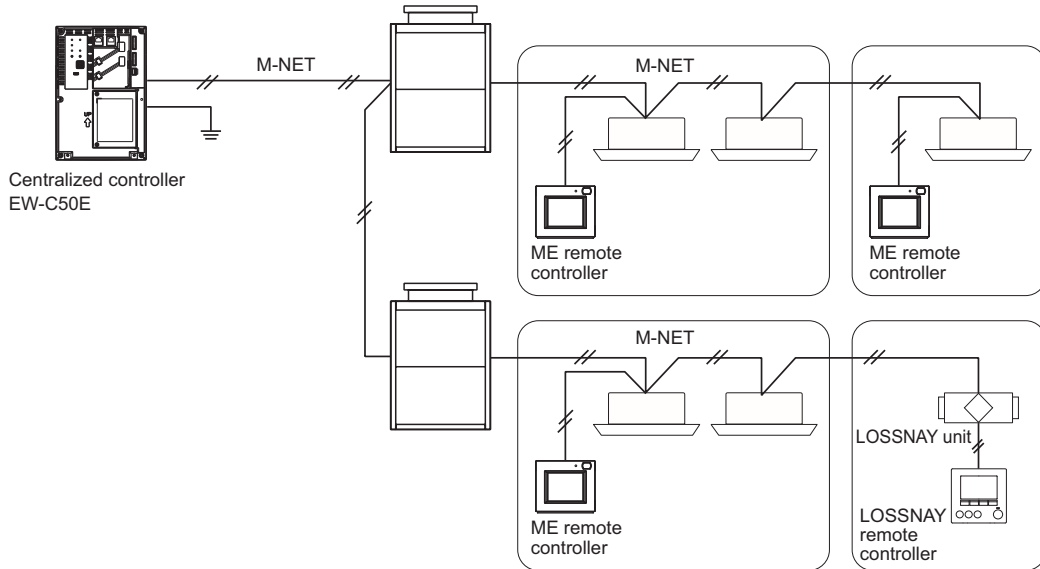 M-NET
M-NET
UP
Centralized controller
EW-C50E
ME remote
controller
ME remote
controller
M-NET
LOSSNAY unit
ME remote
controller
LOSSNAY
remote
controller